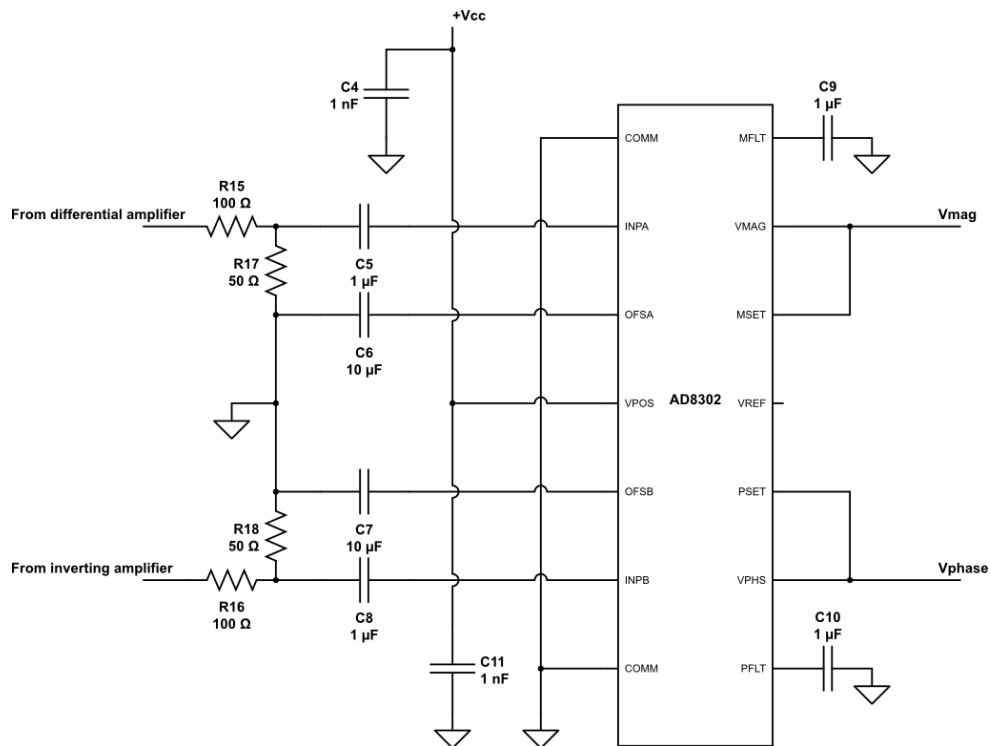 +Vcc
C4
1 nF
C9
1 µF
COMM
MFLT
R15
100 Ω
From differential amplifier
INPA
VMAG
Vmag
R17
50 Ω
C5
1 µF
OFSA
MSET
C6
10 µF
VPOS
AD8302
VREF
OFSB
PSET
R18
50 Ω
C7
10 µF
From inverting amplifier
INPB
VPHS
Vphase
R16
100 Ω
C8
1 µF
C10
1 µF
C11
1 nF
COMM
PFLT